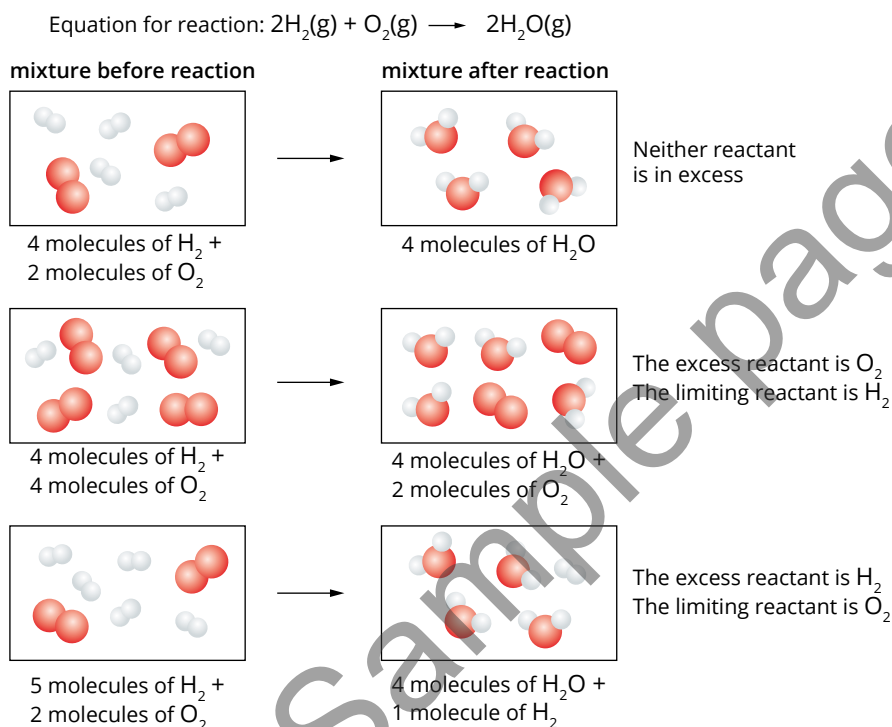 Equation for reaction: 2H₂(g) + O₂(g) ⟶ 2H₂O(g)
mixture before reaction
mixture after reaction
Neither reactant
is in excess
4 molecules of H₂ +
2 molecules of O₂
4 molecules of H₂O
The excess reactant is O₂
The limiting reactant is H₂
4 molecules of H₂ +
4 molecules of O₂
4 molecules of H₂O +
2 molecules of O₂
The excess reactant is H₂
The limiting reactant is O₂
5 molecules of H₂ +
2 molecules of O₂
4 molecules of H₂O +
1 molecule of H₂
Sample page